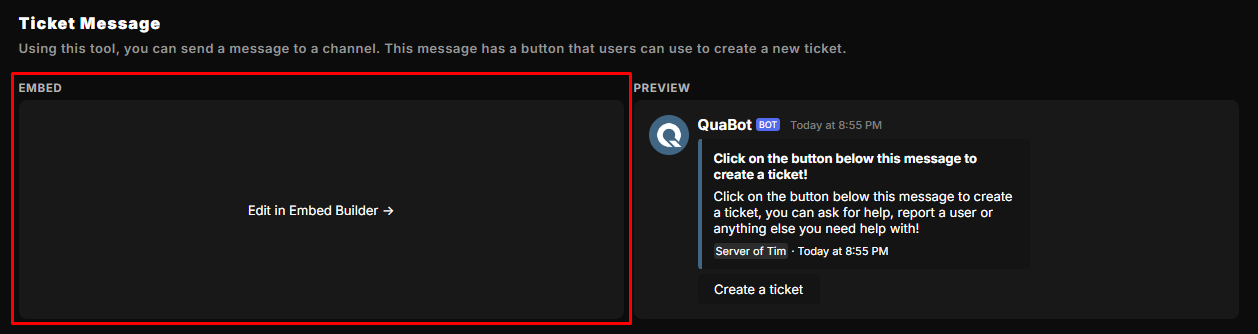 Ticket Message
Using this tool, you can send a message to a channel. This message has a button that users can use to create a new ticket.
EMBED
Edit in Embed Builder →
PREVIEW
QuaBot BOT Today at 8:55 PM
Click on the button below this message to
create a ticket!
Click on the button below this message to create
a ticket, you can ask for help, report a user or
anything else you need help with!
Server of Tim · Today at 8:55 PM
Create a ticket